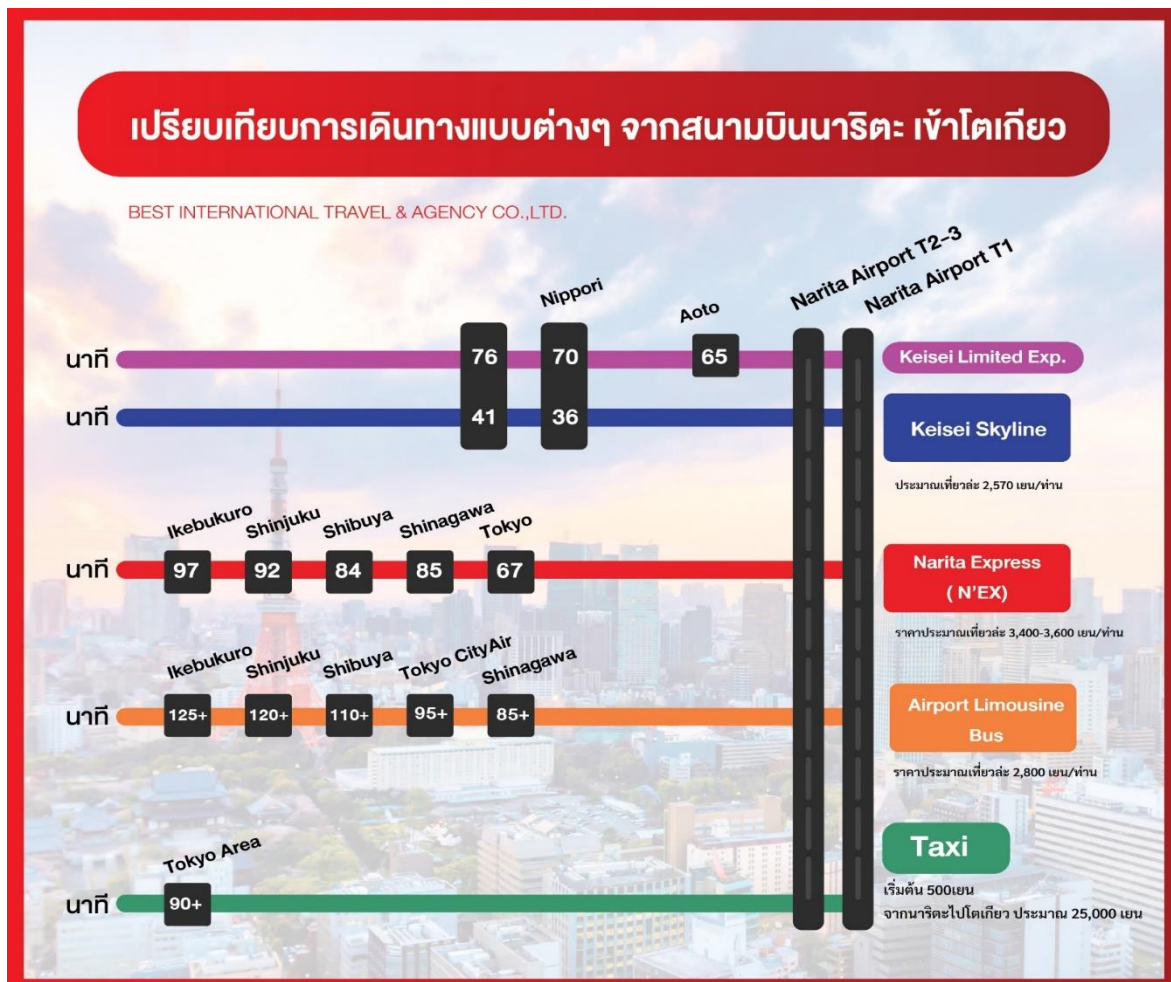 เปรียบเทียบการเดินทางแบบต่างๆ จากสนามบินนาริตะ เข้าโตเกียว
BEST INTERNATIONAL TRAVEL & AGENCY CO.,LTD.
Nippori
Aoto
Narita Airport T2-3
Narita Airport T1
นาที
76
70
65
Keisei Limited Exp.
นาที
41
36
Keisei Skyline
ประมาณเที่ยวล่ะ 2,570 เยน/ท่าน
Ikebukuro
Shinjuku
Shibuya
Shinagawa
Tokyo
นาที
97
92
84
85
67
Narita Express
( N'EX)
ราคาประมาณเที่ยวล่ะ 3,400-3,600 เยน/ท่าน
Ikebukuro
Shinjuku
Shibuya
Tokyo CityAir
Shinagawa
นาที
125+
120+
110+
95+
85+
Airport Limousine
Bus
ราคาประมาณเที่ยวล่ะ 2,800 เยน/ท่าน
Tokyo Area
นาที
90+
Taxi
เริ่มต้น 500เยน
จากนาริตะไปโตเกียว ประมาณ 25,000 เยน